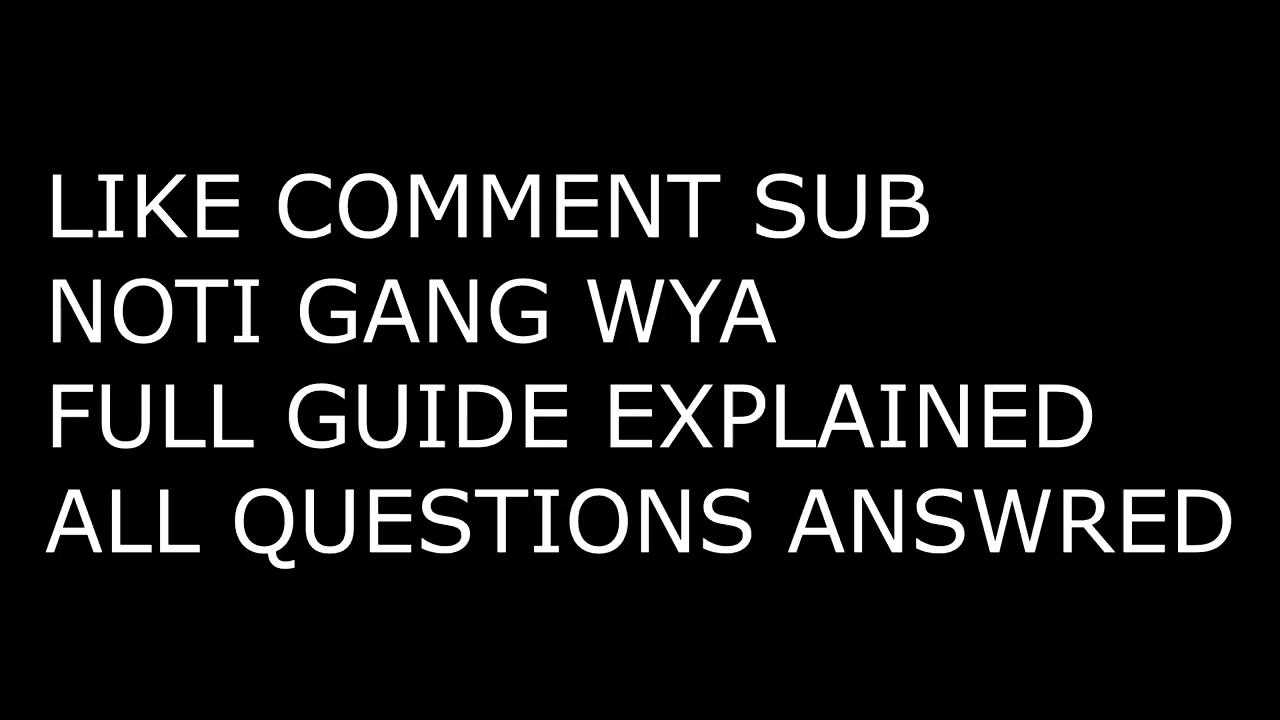 LIKE COMMENT SUB
NOTI GANG WYA
FULL GUIDE EXPLAINED
ALL QUESTIONS ANSWRED